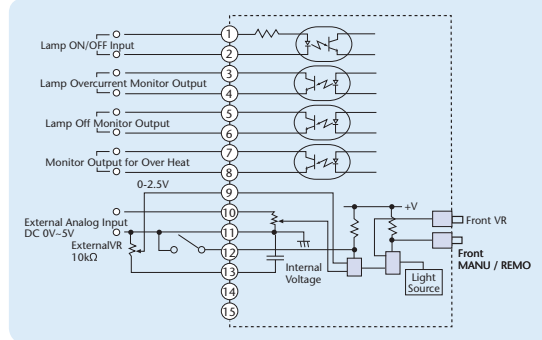 Lamp ON/OFF Input
1
2
Lamp Overcurrent Monitor Output
3
4
Lamp Off Monitor Output
5
6
Monitor Output for Over Heat
7
8
0-2.5V
9
External Analog Input
DC 0V~5V
10
11
ExternalVR
10kΩ
12
13
14
15
Internal
Voltage
+V
Front VR
Front
MANU / REMO
Light
Source